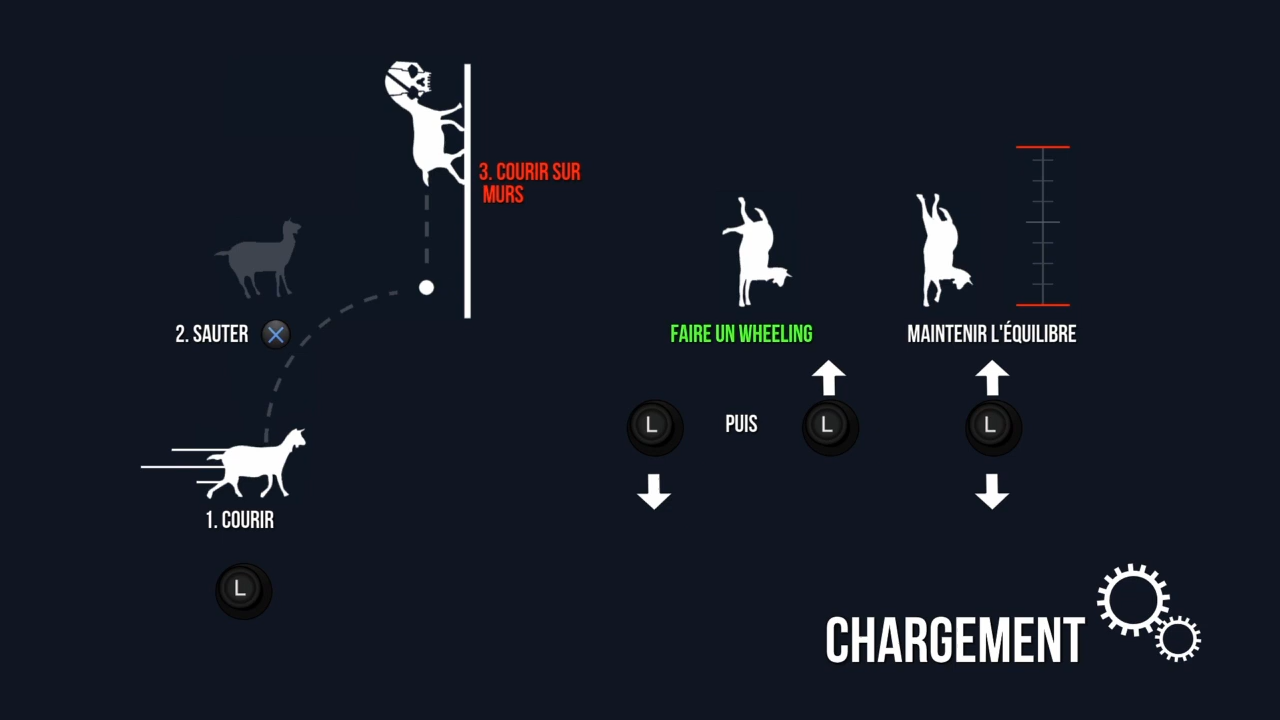 3. COURIR SUR
MURS
2. SAUTER
1. COURIR
L
FAIRE UN WHEELING
L PUIS L
MAINTENIR L'ÉQUILIBRE
L
CHARGEMENT